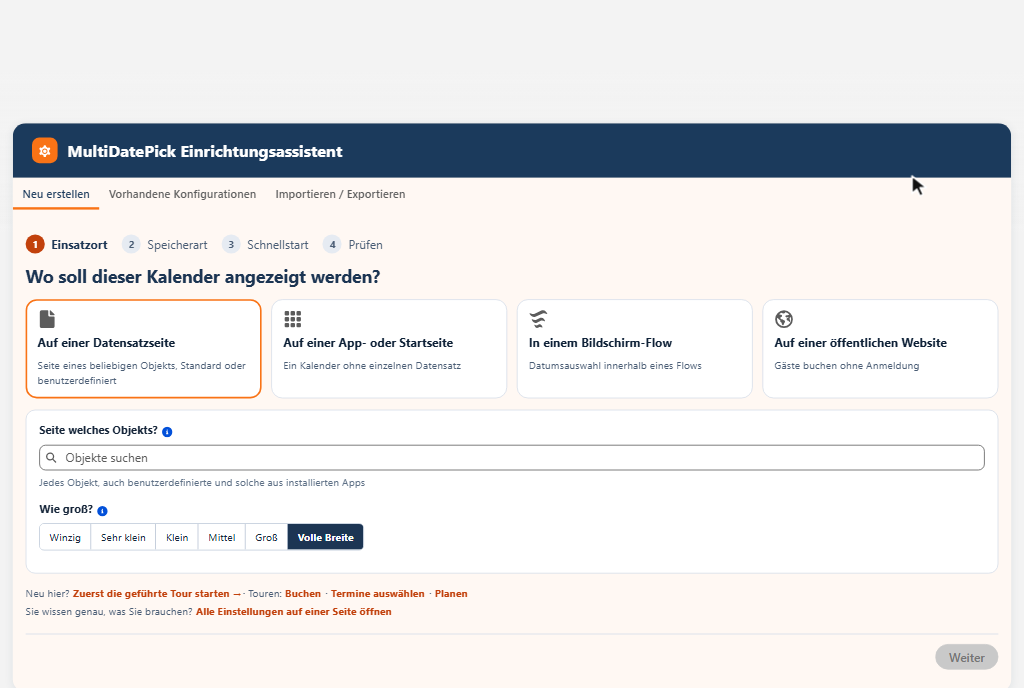 MultiDatePick Einrichtungsassistent
Neu erstellen Vorhandene Konfigurationen Importieren / Exportieren
1 Einsatzort 2 Speicherart 3 Schnellstart 4 Prüfen
Wo soll dieser Kalender angezeigt werden?
Auf einer Datensatzseite
Seite eines beliebigen Objekts, Standard oder
benutzerdefiniert
Auf einer App- oder Startseite
Ein Kalender ohne einzelnen Datensatz
In einem Bildschirm-Flow
Datumsauswahl innerhalb eines Flows
Auf einer öffentlichen Website
Gäste buchen ohne Anmeldung
Seite welches Objekts?
Objekte suchen
Jedes Objekt, auch benutzerdefinierte und solche aus installierten Apps
Wie groß?
Winzig Sehr klein Klein Mittel Groß Volle Breite
Neu hier? Zuerst die geführte Tour starten → · Touren: Buchen · Termine auswählen · Planen
Sie wissen genau, was Sie brauchen? Alle Einstellungen auf einer Seite öffnen
Weiter